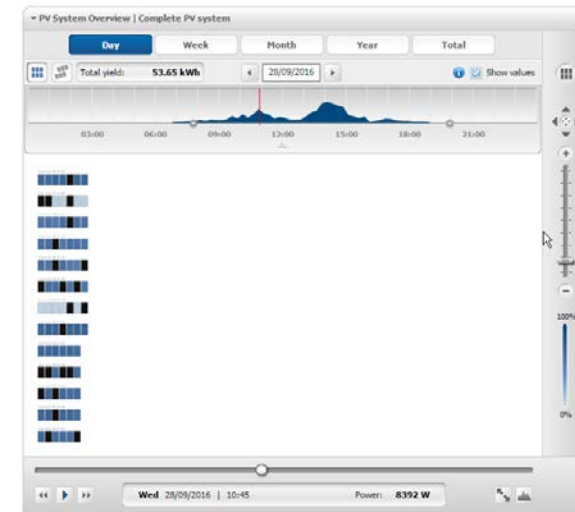 PV System Overview | Complete PV system
Day Week Month Year Total
Total yield: 53.65 kWh 28/09/2016 Show values
03:00 06:00 09:00 12:00 15:00 18:00 21:00
100%
0%
Wed 28/09/2016 | 10:45 Power: 8392 W